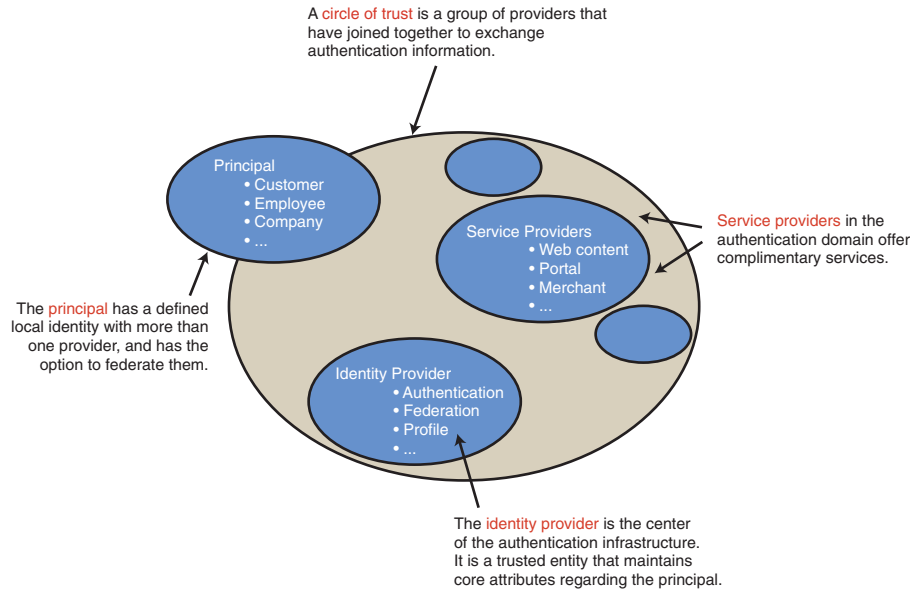 A circle of trust is a group of providers that
have joined together to exchange
authentication information.
Principal
• Customer
• Employee
• Company
• ...
Service Providers
• Web content
• Portal
• Merchant
• ...
Service providers in the
authentication domain offer
complimentary services.
The principal has a defined
local identity with more than
one provider, and has the
option to federate them.
Identity Provider
• Authentication
• Federation
• Profile
• ...
The identity provider is the center
of the authentication infrastructure.
It is a trusted entity that maintains
core attributes regarding the principal.